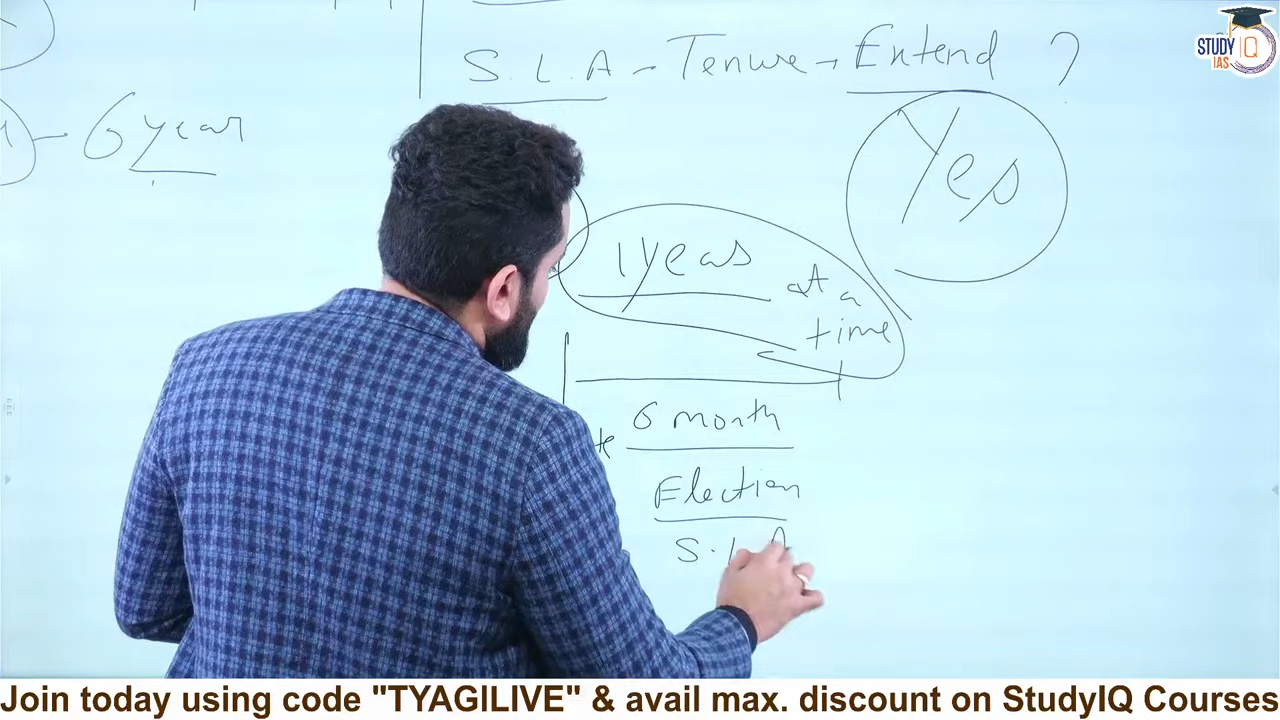 STUDY IQ
IAS
S.L.A - Tenure - Extend ?
6 year
Yes
1 year
at a
time
6 month
Election
S.L.A
Join today using code "TYAGILIVE" & avail max. discount on StudyIQ Courses